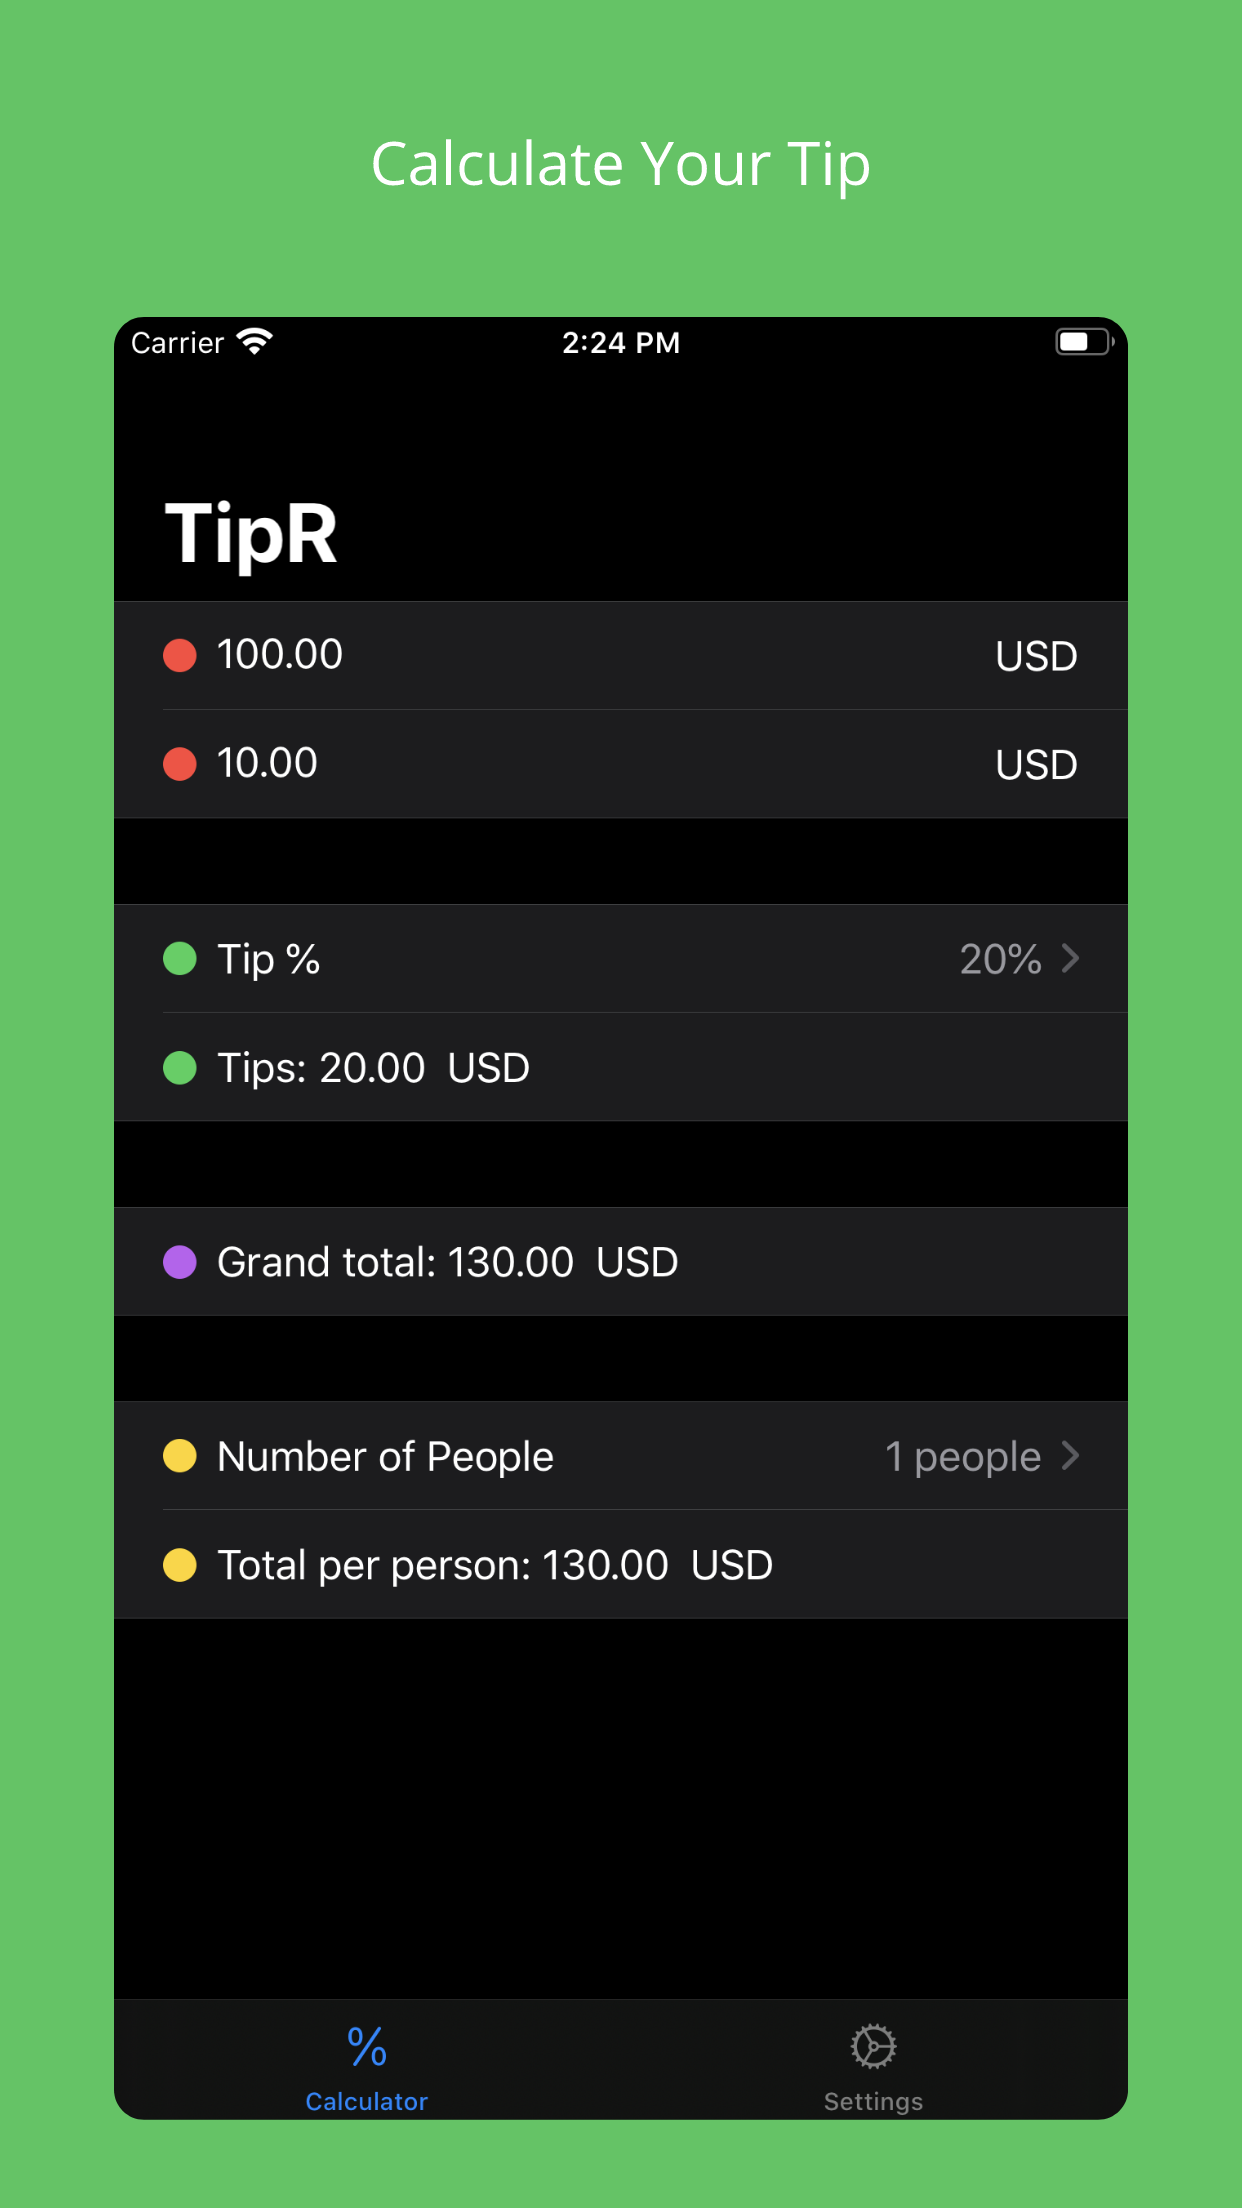 Calculate Your Tip
Carrier 2:24 PM
TipR
100.00 USD
10.00 USD
Tip % 20%
Tips: 20.00 USD
Grand total: 130.00 USD
Number of People 1 people
Total per person: 130.00 USD
%
Calculator Settings